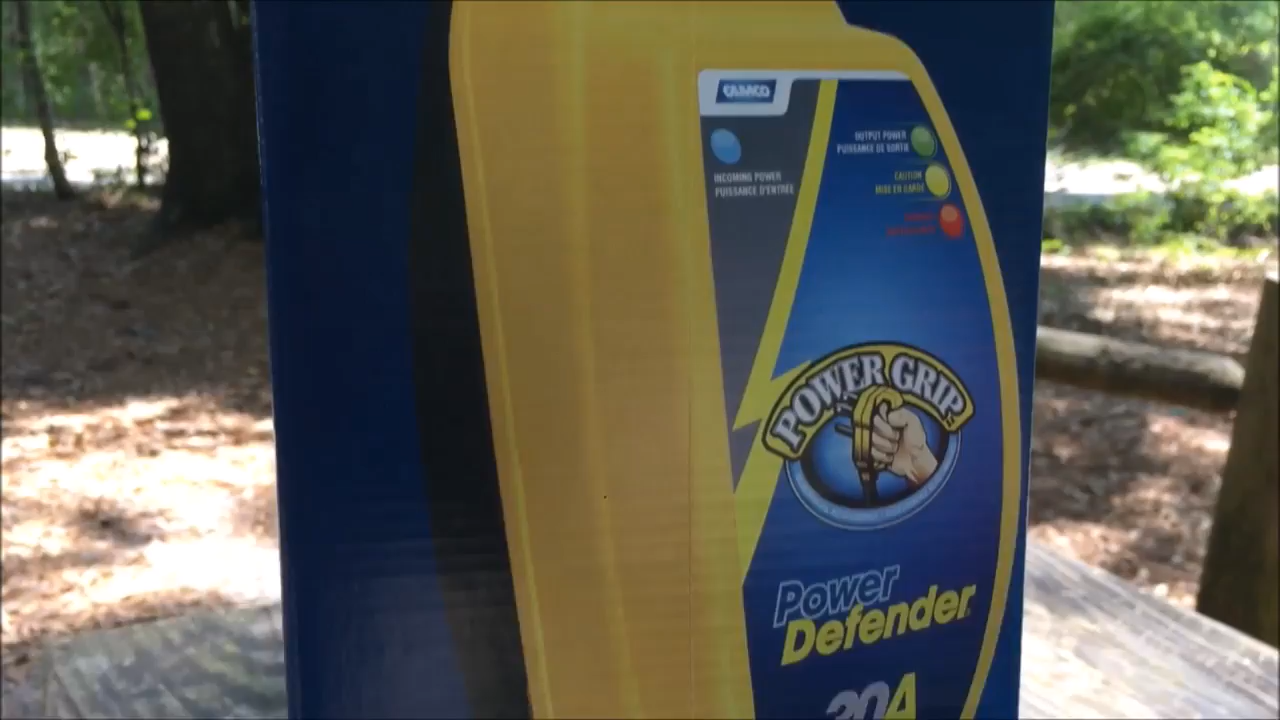 CAMCO
OUTPUT POWER
PUISSANCE DE SORTIE
INCOMING POWER
PUISSANCE D'ENTRÉE
CAUTION
MISE EN GARDE
POWER GRIP
Power
Defender
30A